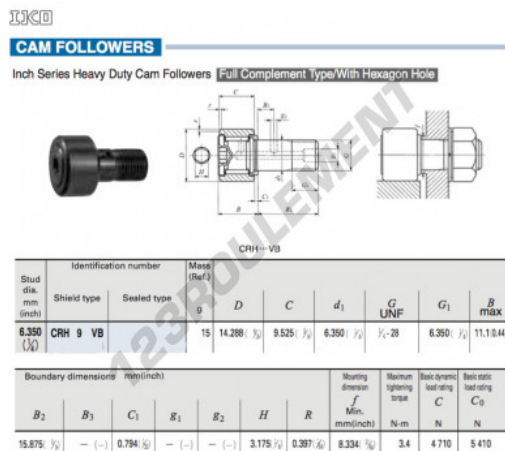 IKO
CAM FOLLOWERS
Inch Series Heavy Duty Cam Followers Full Complement Type/With Hexagon Hole
CRH···VB
Stud dia. mm (inch)
Identification number
Shield type Sealed type
Mass (Ref.) g
D C d1 G UNF G1 B max
6.350 (¼) CRH 9 VB 15 14.288 9.525 6.350 ¼-28 6.350 11.1(0.44
Boundary dimensions mm(inch)
B2 B3 C1 g1 g2 H R
Mounting dimension f Min. mm(inch)
Maximum tightening torque N-m
Basic dynamic load rating C N
Basic static load rating C0 N
15.875 – (–) 0.794 – (–) – (–) 3.175 0.397 8.334 3.4 4 710 5 410
123ROULEMENT